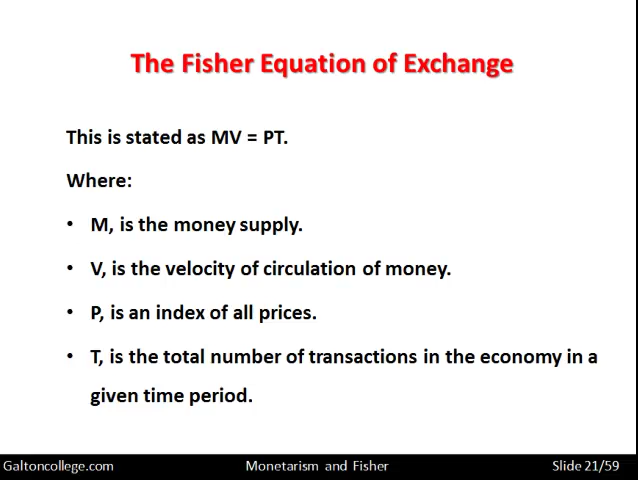 The Fisher Equation of Exchange
This is stated as MV = PT.
Where:
• M, is the money supply.
• V, is the velocity of circulation of money.
• P, is an index of all prices.
• T, is the total number of transactions in the economy in a
given time period.
Galtoncollege.com Monetarism and Fisher Slide 21/59